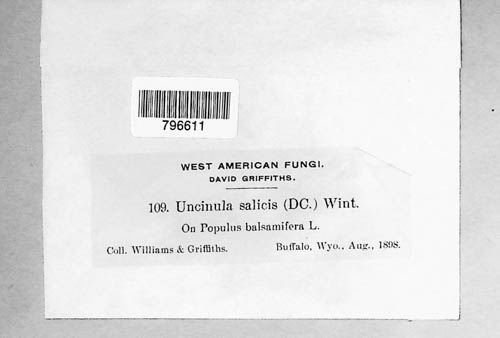 796611
WEST AMERICAN FUNGI.
DAVID GRIFFITHS.
109. Uncinula salicis (DC.) Wint.
On Populus balsamifera L.
Coll. Williams & Griffiths. Buffalo, Wyo., Aug., 1898.